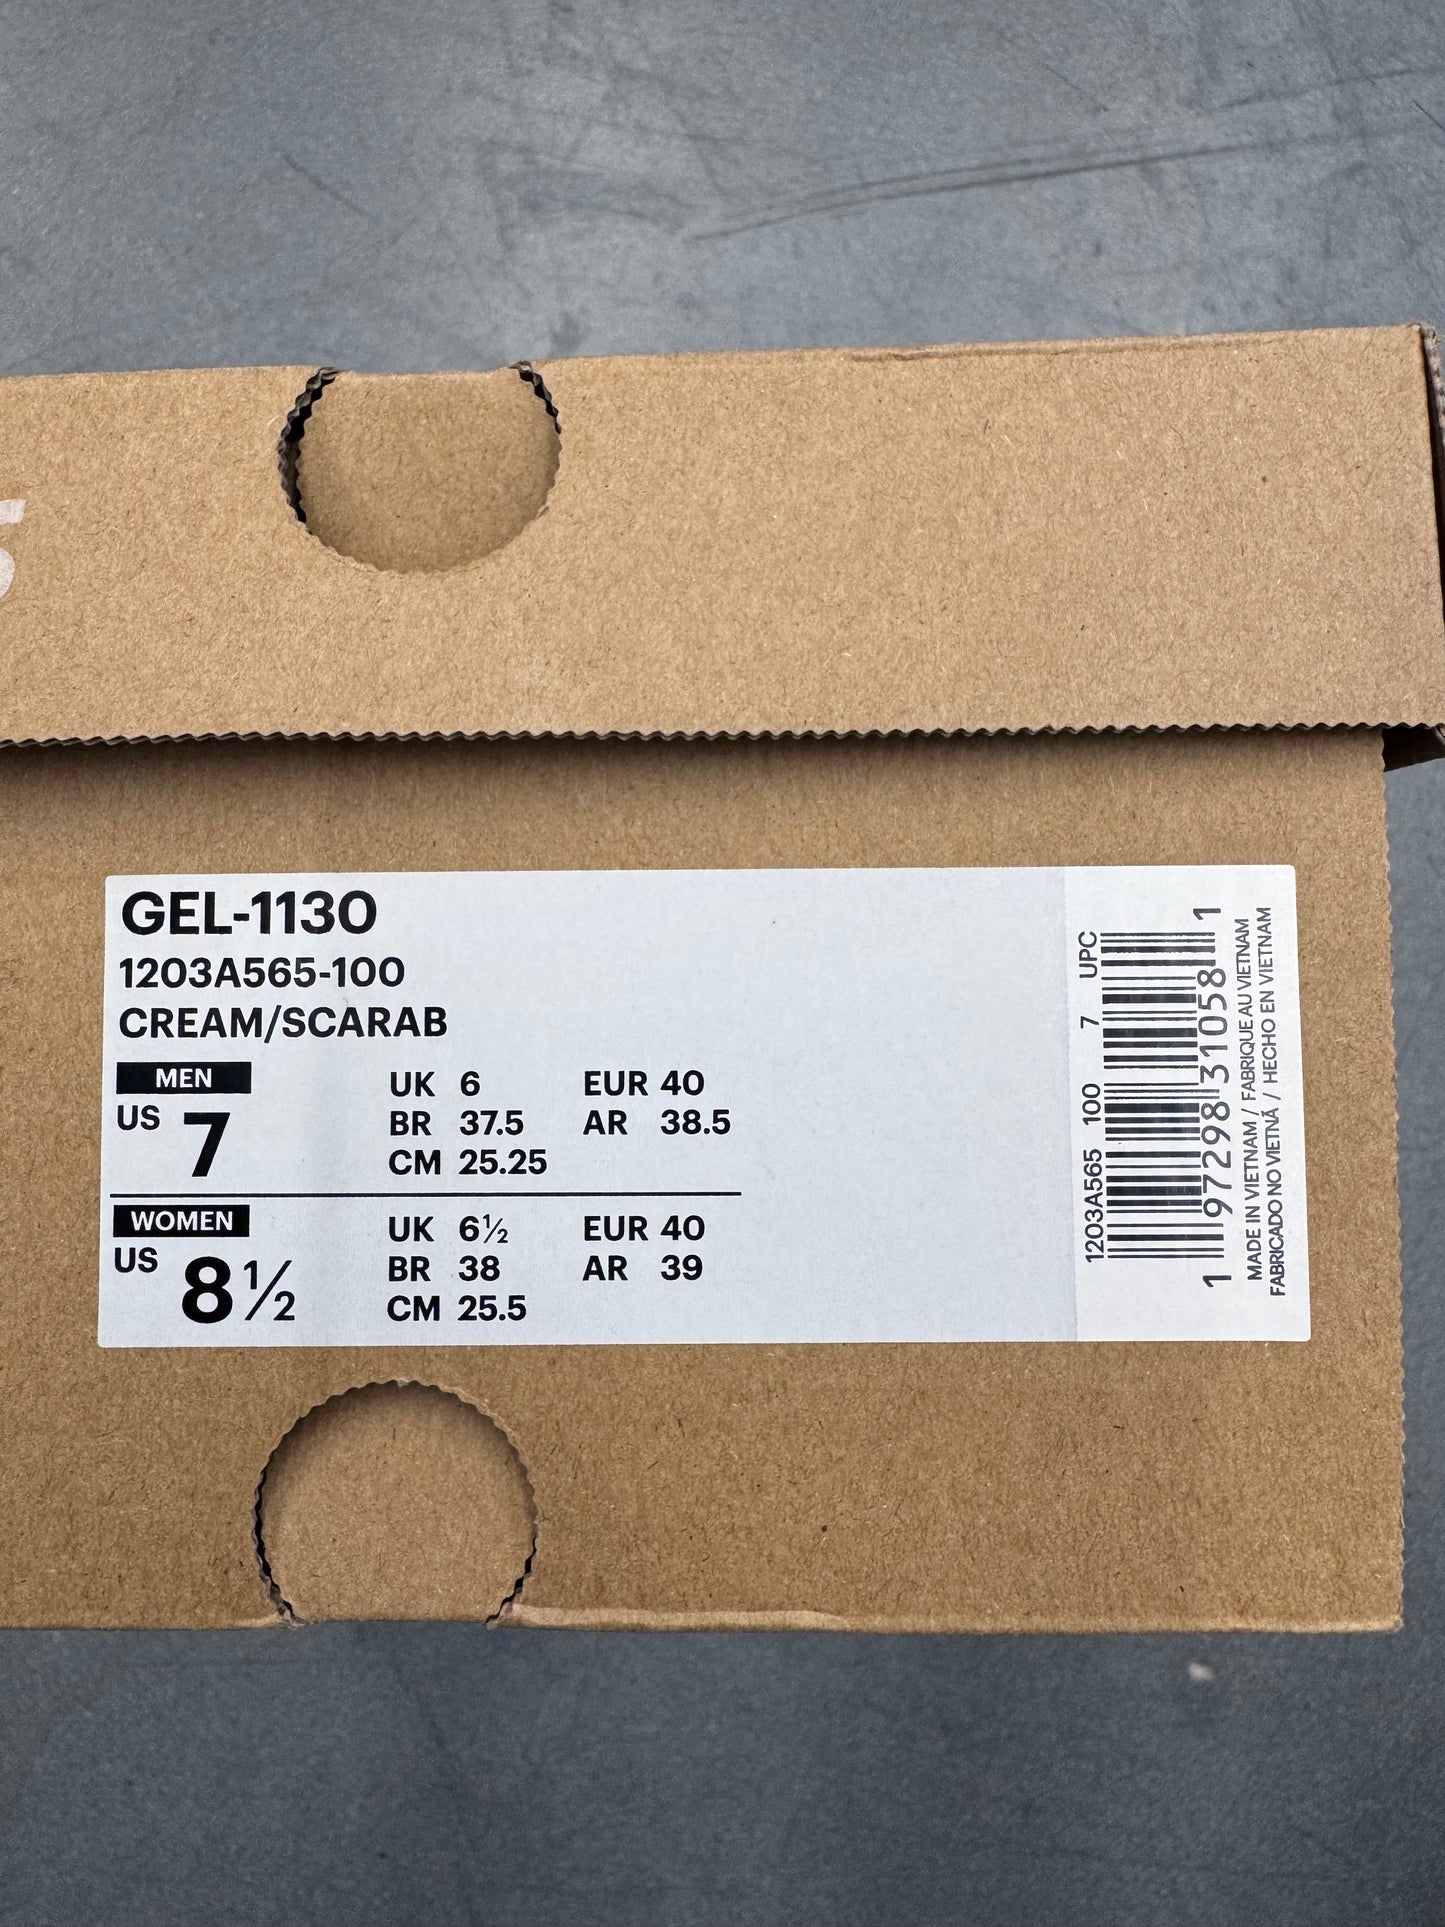 GEL-1130
1203A565-100
CREAM/SCARAB
MEN
US 7
UK 6 EUR 40
BR 37.5 AR 38.5
CM 25.25
WOMEN
US 8½
UK 6½ EUR 40
BR 38 AR 39
CM 25.5
1203A565 100 7 UPC
1 97298 31058 1
MADE IN VIETNAM / FABRIQUE AU VIETNAM
FABRICADO NO VIETNÃ / HECHO EN VIETNAM